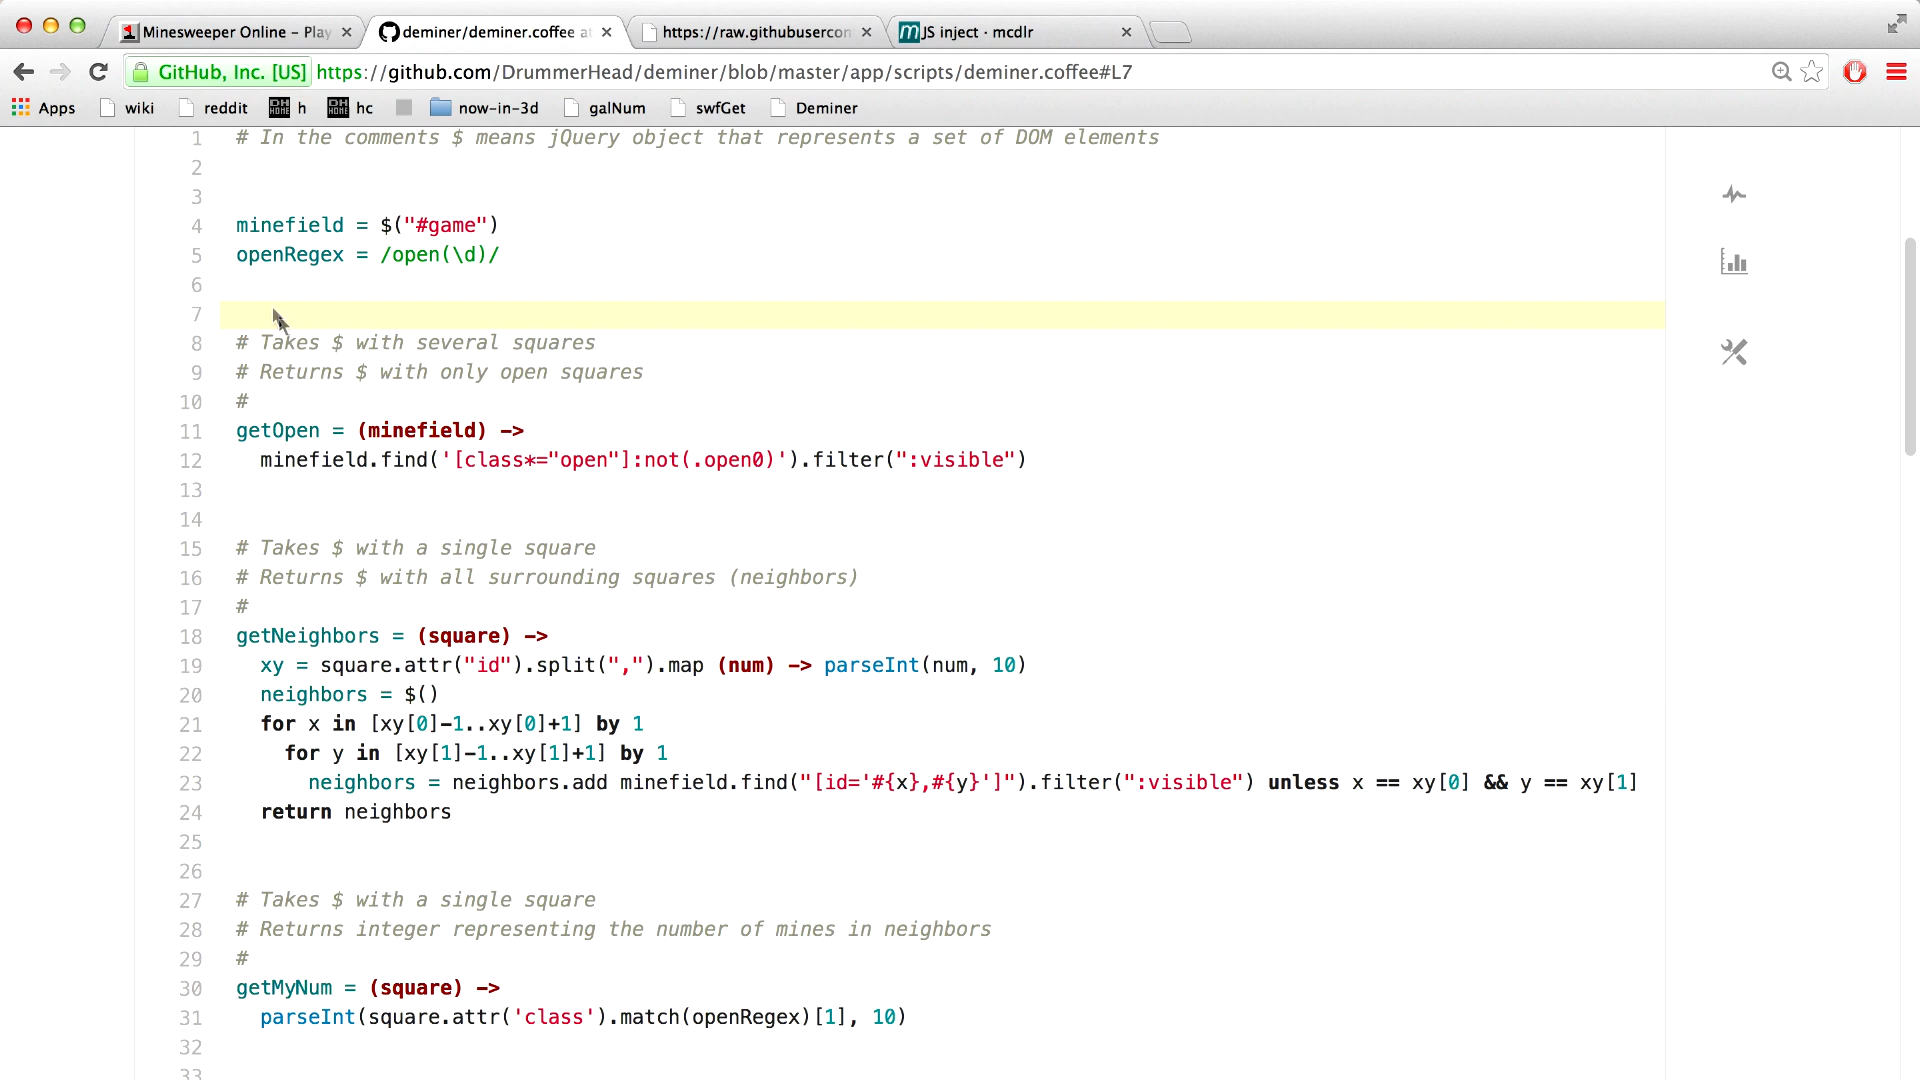 Minesweeper Online – Play
deminer/deminer.coffee at
https://raw.githubusercon
JS inject · mcdlr
GitHub, Inc. [US] https://github.com/DrummerHead/deminer/blob/master/app/scripts/deminer.coffee#L7
Apps wiki reddit DH HOME h DH HOME hc now-in-3d galNum swfGet Deminer
1 # In the comments $ means jQuery object that represents a set of DOM elements
2
3
4 minefield = $("#game")
5 openRegex = /open(\d)/
6
7
8 # Takes $ with several squares
9 # Returns $ with only open squares
10 #
11 getOpen = (minefield) ->
12 minefield.find('[class*="open"]:not(.open0)').filter(":visible")
13
14
15 # Takes $ with a single square
16 # Returns $ with all surrounding squares (neighbors)
17 #
18 getNeighbors = (square) ->
19 xy = square.attr("id").split(",").map (num) -> parseInt(num, 10)
20 neighbors = $()
21 for x in [xy[0]-1..xy[0]+1] by 1
22 for y in [xy[1]-1..xy[1]+1] by 1
23 neighbors = neighbors.add minefield.find("[id='#{x},#{y}']").filter(":visible") unless x == xy[0] && y == xy[1]
24 return neighbors
25
26
27 # Takes $ with a single square
28 # Returns integer representing the number of mines in neighbors
29 #
30 getMyNum = (square) ->
31 parseInt(square.attr('class').match(openRegex)[1], 10)
32
33